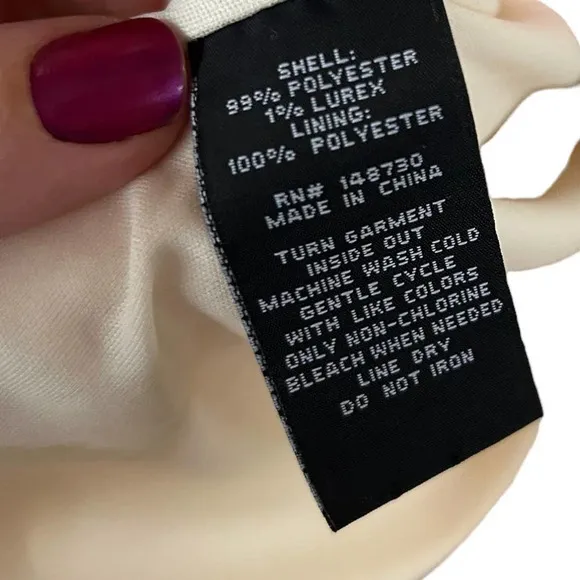 SHELL:
99% POLYESTER
1% LUREX
LINING:
100% POLYESTER
RN# 148730
MADE IN CHINA
TURN GARMENT
INSIDE OUT
MACHINE WASH COLD
GENTLE CYCLE
WITH LIKE COLORS
ONLY NON-CHLORINE
BLEACH WHEN NEEDED
LINE DRY
DO NOT IRON